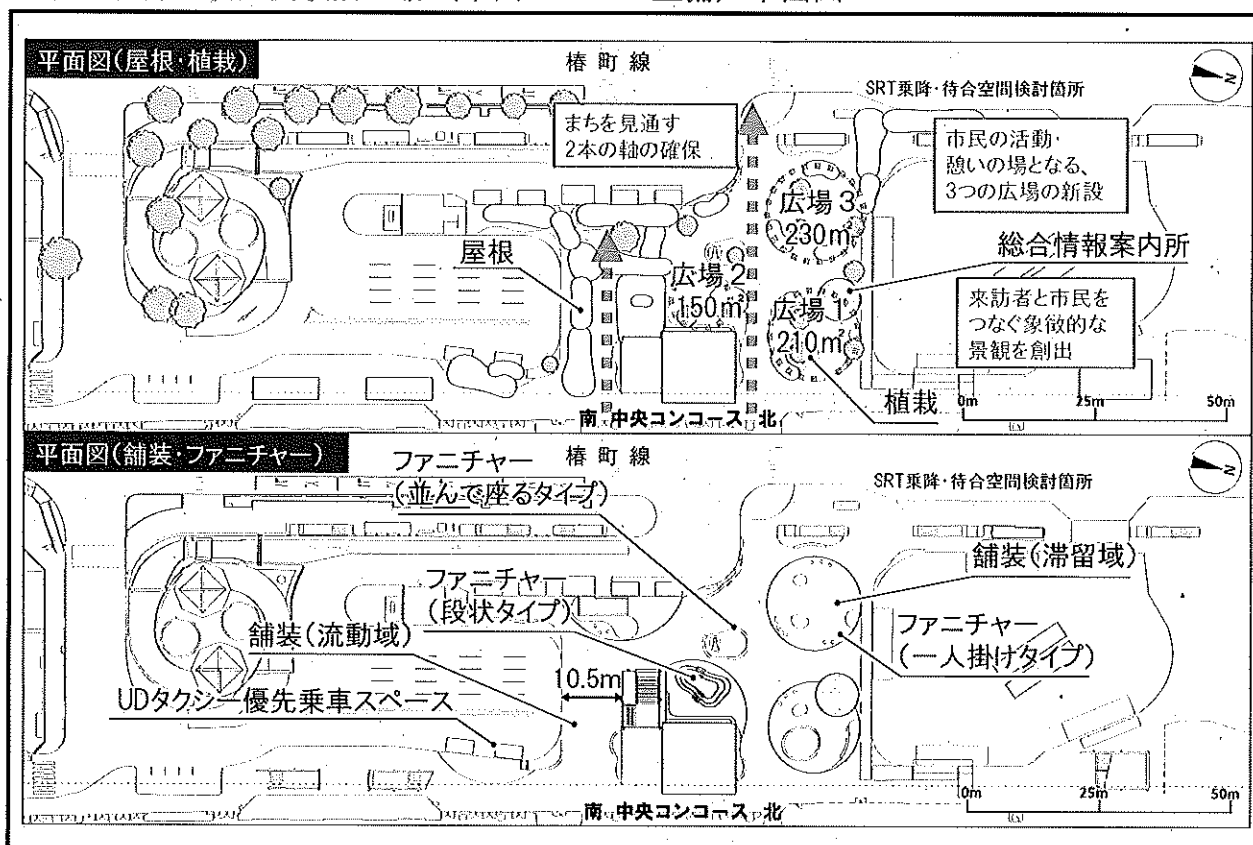 平面図(屋根・植栽)
椿町線
N
SRT乗降・待合空間検討箇所
まちを見通す
2本の軸の確保
市民の活動・
憩いの場となる、
3つの広場の新設
広場3
230㎡
屋根
総合情報案内所
広場2
150㎡
広場1
210㎡
来訪者と市民を
つなぐ象徴的な
景観を創出
植栽
0m 25m 50m
南 中央コンコース 北
平面図(舗装・ファニチャー)
ファニチャー
(並んで座るタイプ)
椿町線
N
SRT乗降・待合空間検討箇所
舗装(滞留域)
ファニチャー
(段状タイプ)
ファニチャー
(一人掛けタイプ)
舗装(流動域)
10.5m
UDタクシー優先乗車スペース
0m 25m 50m
南 中央コンコース 北